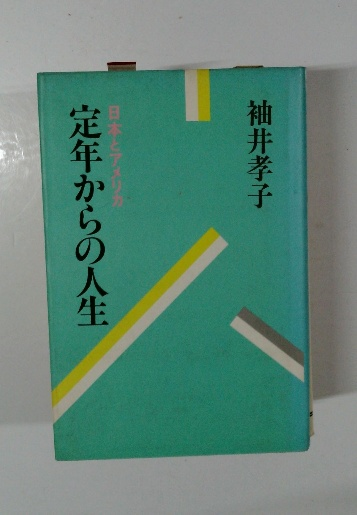 袖井孝子
日本とアメリカ
定年からの人生